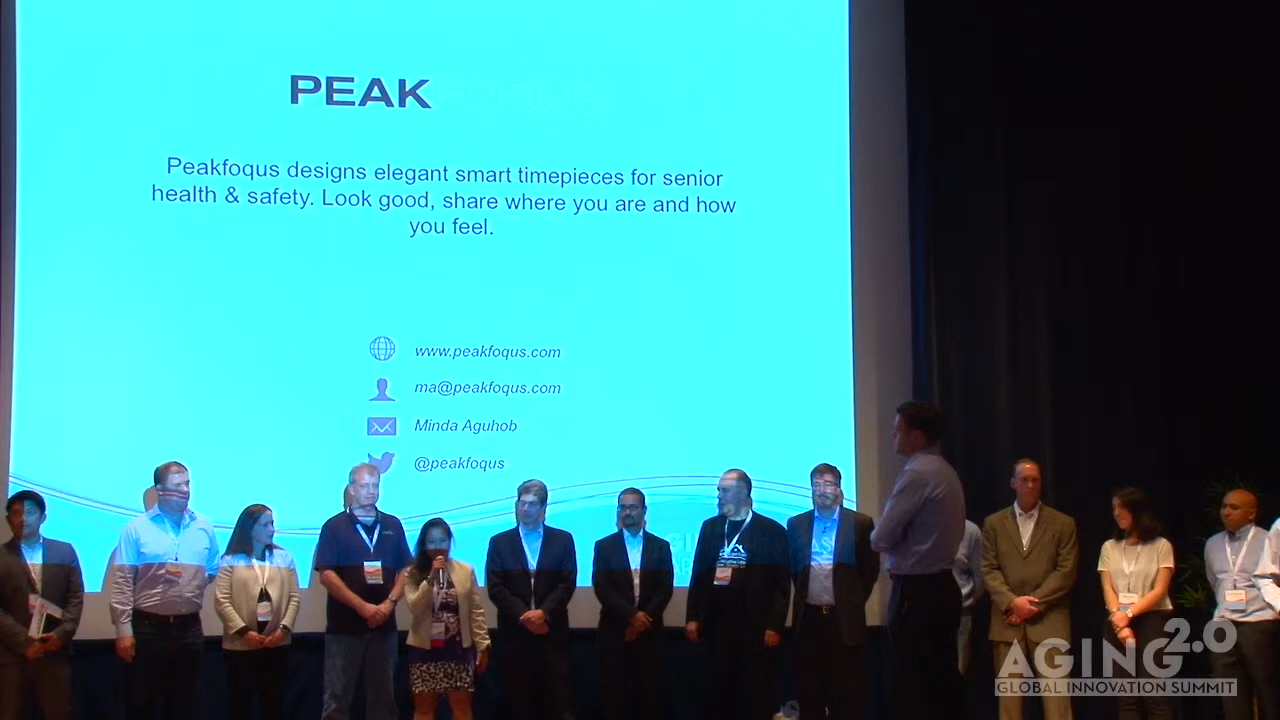 PEAK
Peakfoqus designs elegant smart timepieces for senior
health & safety. Look good, share where you are and how
you feel.
www.peakfoqus.com
ma@peakfoqus.com
Minda Aguhob
@peakfoqus
AGING2.0
GLOBAL INNOVATION SUMMIT